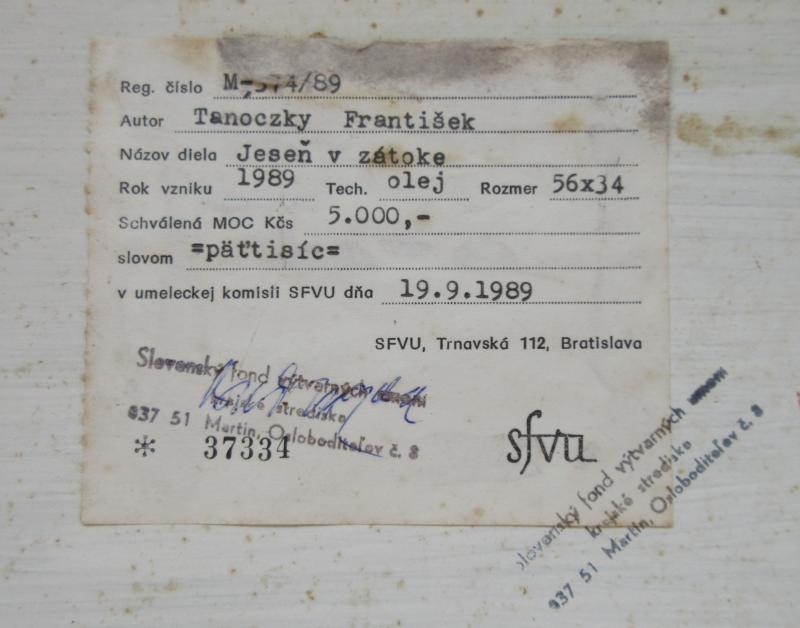 Reg. číslo M-574/89
Autor Tanoczky František
Názov diela Jeseň v zátoke
Rok vzniku 1989 Tech. olej Rozmer 56x34
Schválená MOC Kčs 5.000,-
slovom =päťtisíc=
v umeleckej komisii SFVU dňa 19.9.1989
SFVU, Trnavská 112, Bratislava
Slovenský fond výtvarných
krajské stredisko
037 51 Martin, Osloboditeľov č. 8
* 37334
sfvu
slovenský fond výtvarných
krajské stredisko
037 51 Martin, Osloboditeľov č. 8